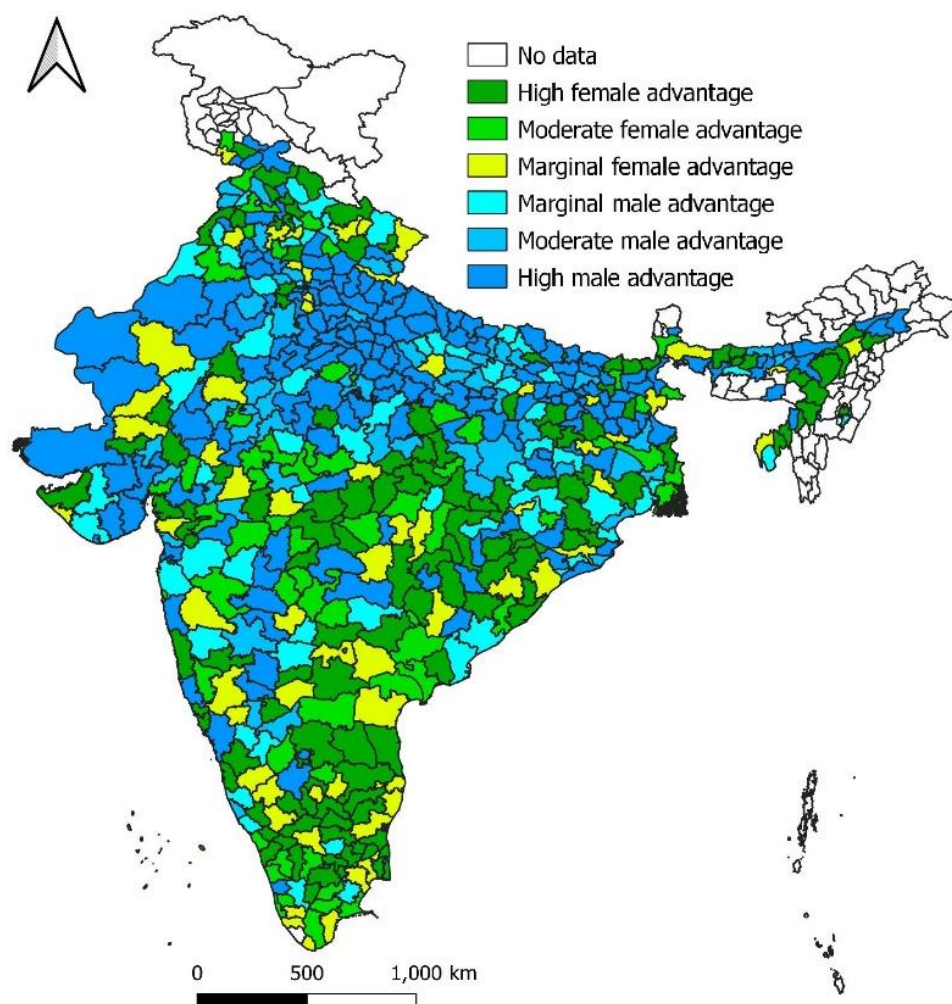 No data
High female advantage
Moderate female advantage
Marginal female advantage
Marginal male advantage
Moderate male advantage
High male advantage
0 500 1,000 km